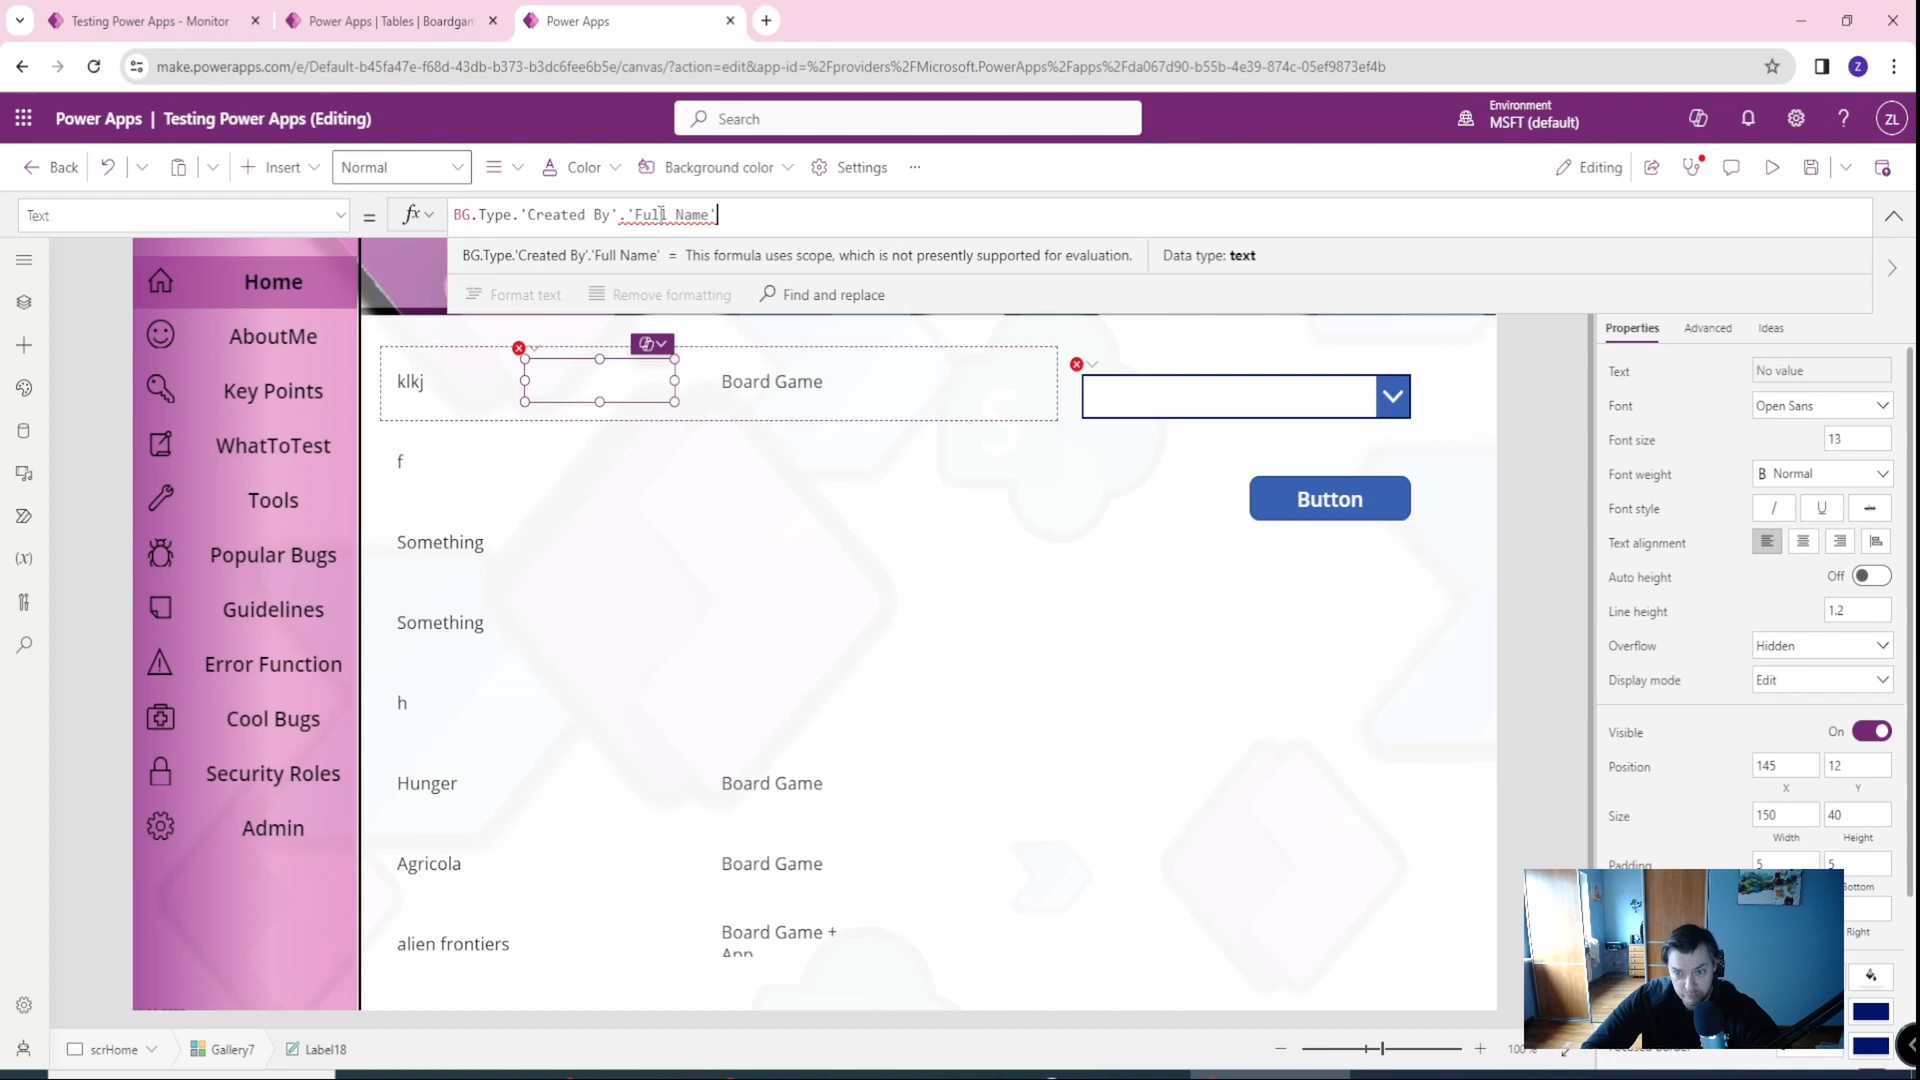 Testing Power Apps - Monitor
Power Apps | Tables | Boardgan
Power Apps
make.powerapps.com/e/Default-b45fa47e-f68d-43db-b373-b3dc6fee6b5e/canvas/?action=edit&app-id=%2Fproviders%2FMicrosoft.PowerApps%2Fapps%2Fda067d90-b55b-4e39-874c-05ef9873ef4b
Z
Power Apps | Testing Power Apps (Editing)
Search
Environment
MSFT (default)
ZL
Back
Insert
Normal
Color
Background color
Settings
Editing
Text
=
fx
BG.Type.'Created By'.'Full Name'
BG.Type.'Created By'.'Full Name' = This formula uses scope, which is not presently supported for evaluation.
Data type: text
Format text
Remove formatting
Find and replace
Home
AboutMe
Key Points
WhatToTest
Tools
Popular Bugs
Guidelines
Error Function
Cool Bugs
Security Roles
Admin
klkj
Board Game
f
Something
Something
h
Hunger
Board Game
Agricola
Board Game
alien frontiers
Board Game +
App
Button
Properties
Advanced
Ideas
Text
No value
Font
Open Sans
Font size
13
Font weight
B Normal
Font style
Text alignment
Auto height
Off
Line height
1.2
Overflow
Hidden
Display mode
Edit
Visible
On
Position
145
12
X
Y
Size
150
40
Width
Height
Padding
5
5
Bottom
Right
scrHome
Gallery7
Label18
100 %